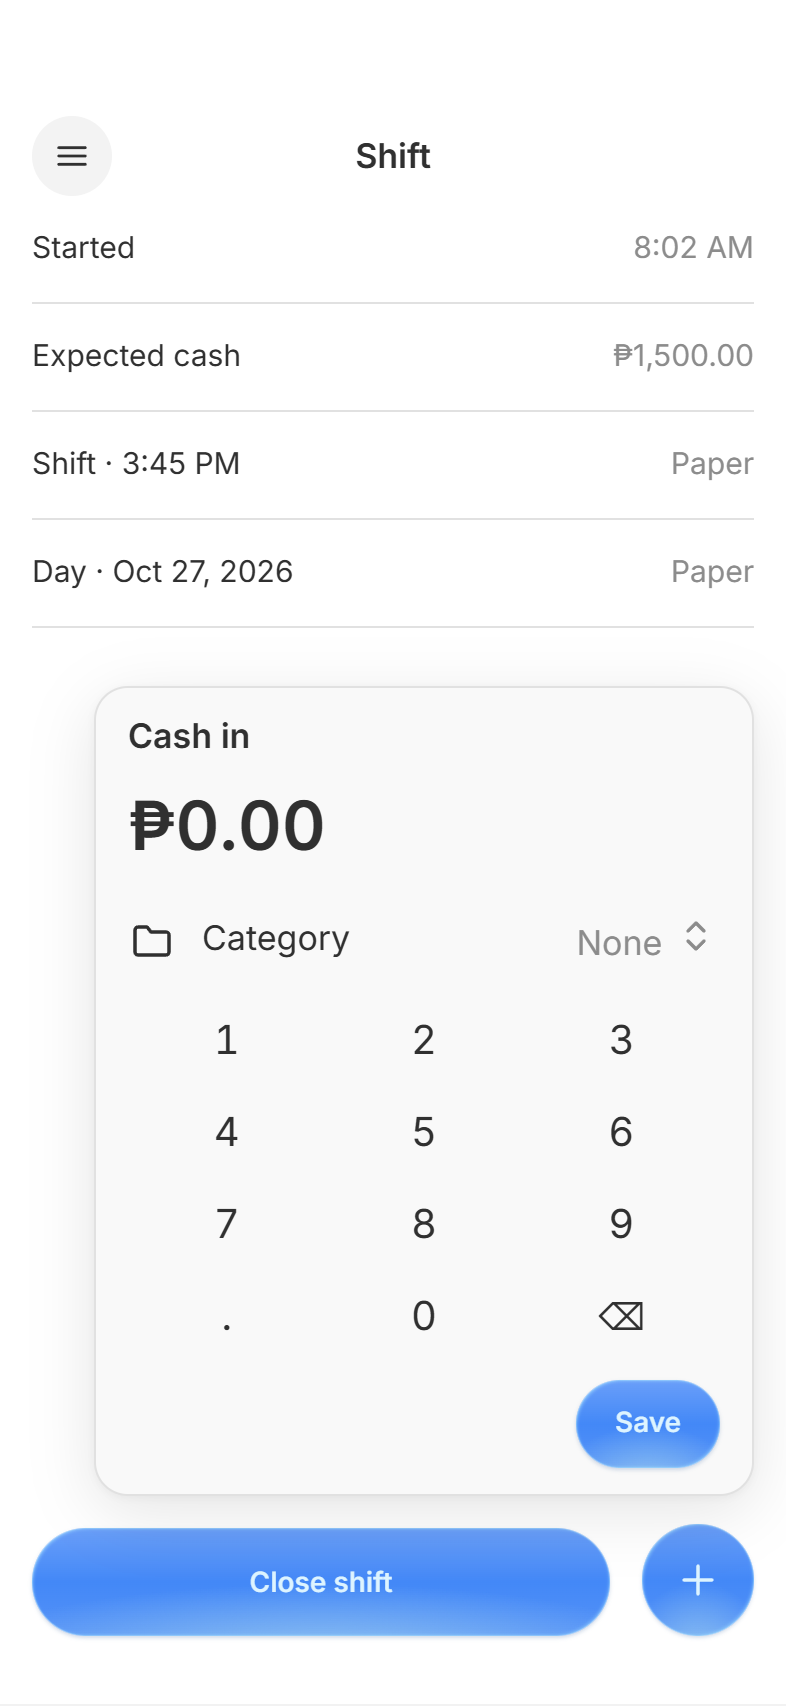 Shift
Started 8:02 AM
Expected cash ₱1,500.00
Shift · 3:45 PM Paper
Day · Oct 27, 2026 Paper
Cash in
₱0.00
Category None
1 2 3
4 5 6
7 8 9
. 0 ⌫
Save
Close shift